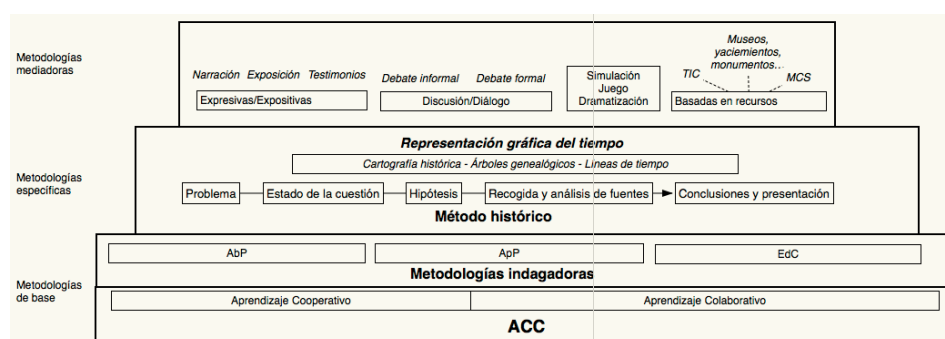 Metodologías
mediadoras
Narración Exposición Testimonios
Expresivas/Expositivas
Debate informal Debate formal
Discusión/Diálogo
Simulación
Juego
Dramatización
Museos,
yaciemientos,
monumentos...
TIC
MCS
Basadas en recursos
Metodologías
específicas
Representación gráfica del tiempo
Cartografía histórica - Árboles genealógicos - Líneas de tiempo
Problema Estado de la cuestión Hipótesis Recogida y análisis de fuentes Conclusiones y presentación
Método histórico
Metodologías
de base
AbP ApP EdC
Metodologías indagadoras
Aprendizaje Cooperativo Aprendizaje Colaborativo
ACC